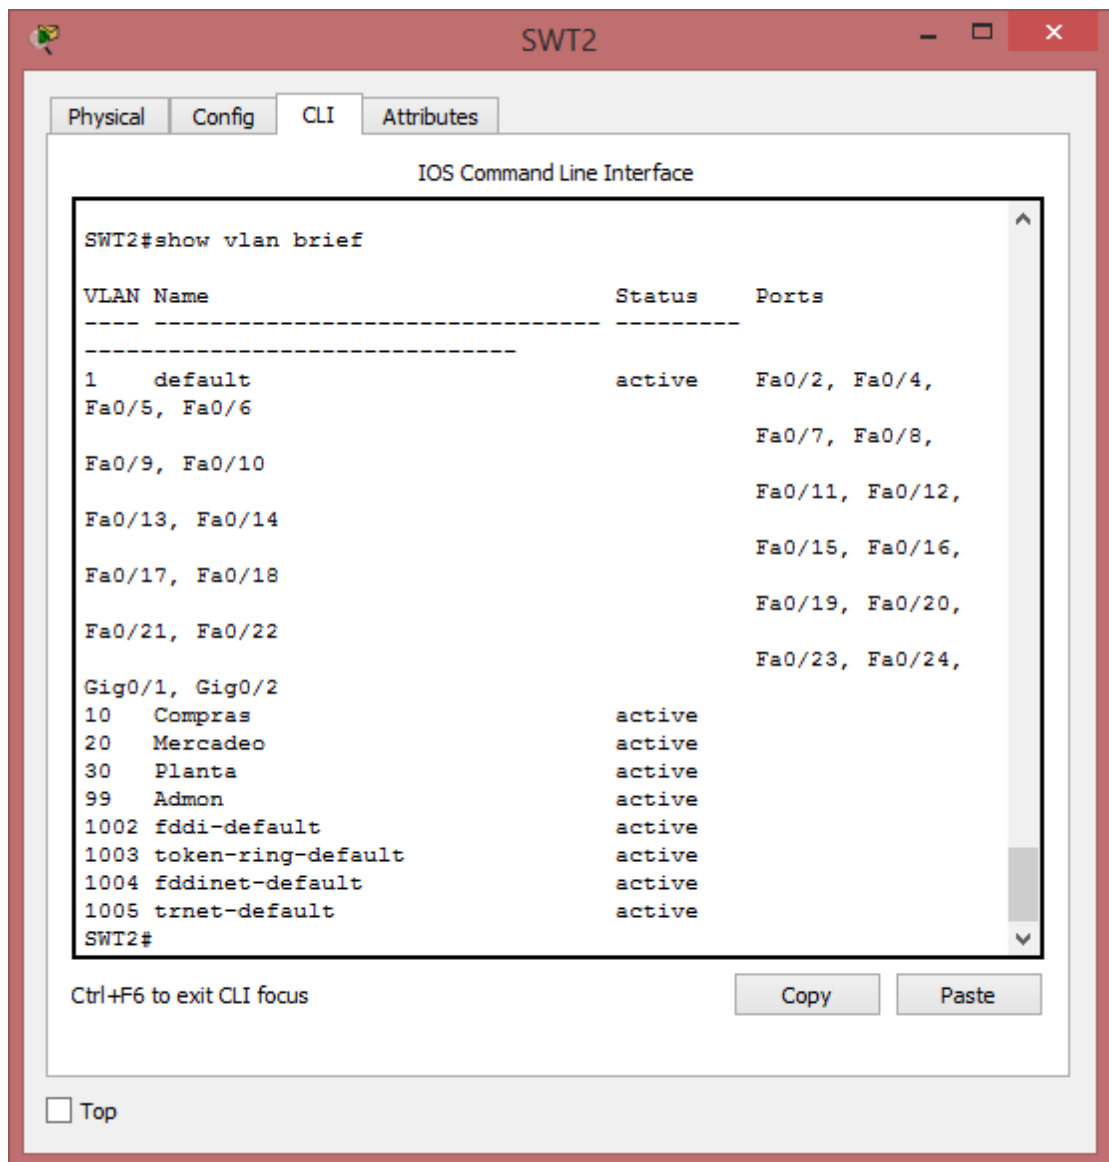 SWT2
Physical Config CLI Attributes
IOS Command Line Interface
SWT2#show vlan brief
VLAN Name                             Status    Ports
---- -------------------------------- ---------
-------------------------------
1    default                          active    Fa0/2, Fa0/4,
Fa0/5, Fa0/6
                                                Fa0/7, Fa0/8,
Fa0/9, Fa0/10
                                                Fa0/11, Fa0/12,
Fa0/13, Fa0/14
                                                Fa0/15, Fa0/16,
Fa0/17, Fa0/18
                                                Fa0/19, Fa0/20,
Fa0/21, Fa0/22
                                                Fa0/23, Fa0/24,
Gig0/1, Gig0/2
10   Compras                          active
20   Mercadeo                         active
30   Planta                           active
99   Admon                            active
1002 fddi-default                     active
1003 token-ring-default               active
1004 fddinet-default                  active
1005 trnet-default                    active
SWT2#
Ctrl+F6 to exit CLI focus Copy Paste
Top